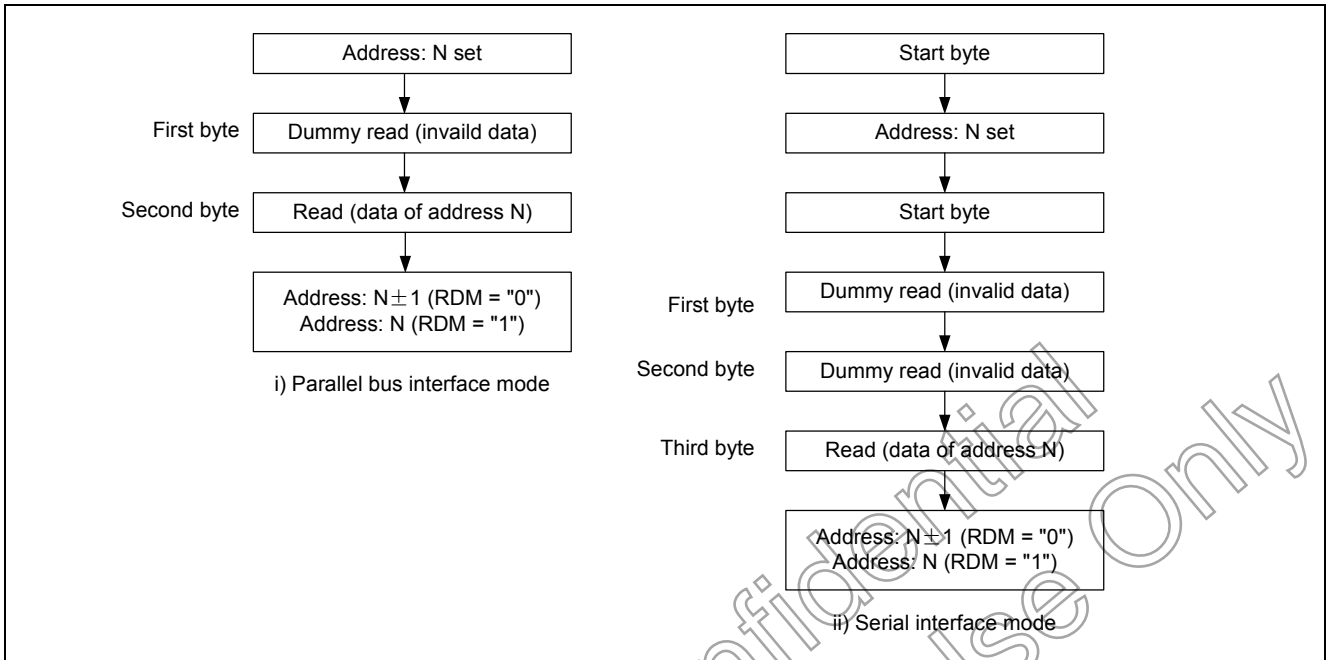 Address: N set
First byte
Dummy read (invaild data)
Second byte
Read (data of address N)
Address: N±1 (RDM = "0")
Address: N (RDM = "1")
i) Parallel bus interface mode
Start byte
Address: N set
Start byte
First byte
Dummy read (invalid data)
Second byte
Dummy read (invalid data)
Third byte
Read (data of address N)
Address: N±1 (RDM = "0")
Address: N (RDM = "1")
ii) Serial interface mode
Only